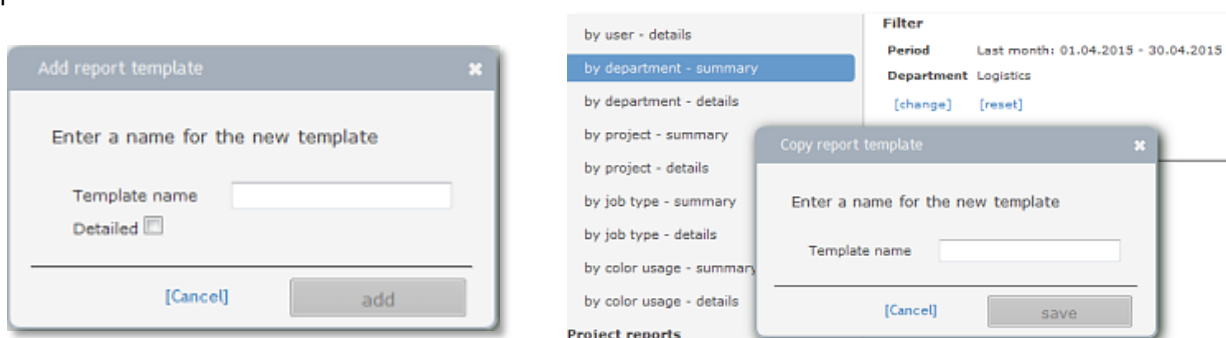 Add report template
Enter a name for the new template
Template name
Detailed
[Cancel]
add
by user - details
by department - summary
by department - details
by project - summary
by project - details
by job type - summary
by job type - details
by color usage - summary
by color usage - details
Project reports
Filter
Period Last month: 01.04.2015 - 30.04.2015
Department Logistics
[change] [reset]
Copy report template
Enter a name for the new template
Template name
[Cancel]
save